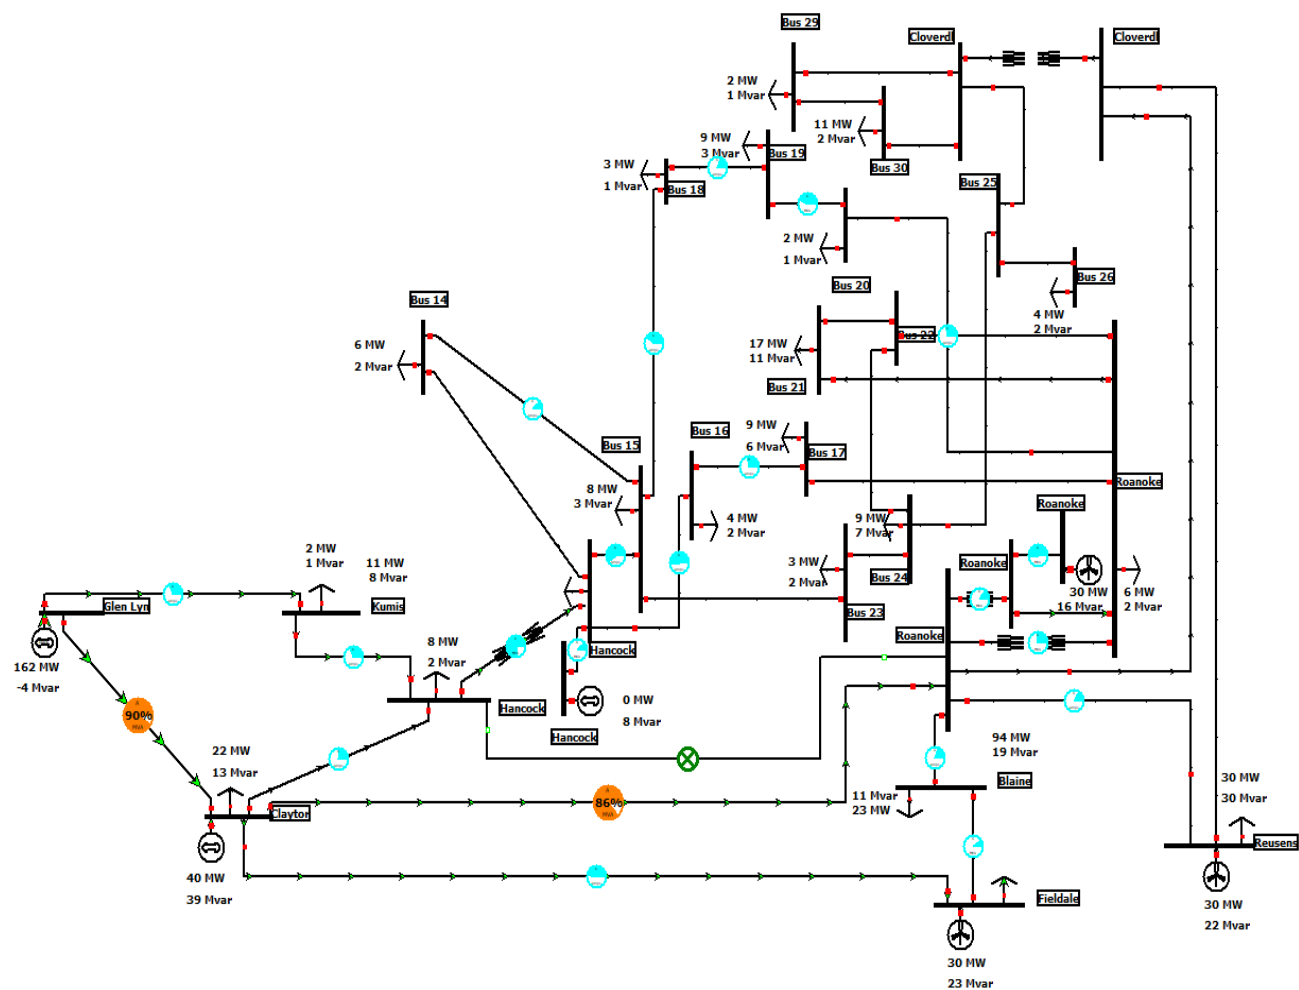 Bus 29
Cloverdl
Cloverdl
2 MW
1 Mvar
11 MW
2 Mvar
9 MW
3 Mvar
Bus 19
Bus 30
3 MW
1 Mvar
Bus 18
Bus 25
2 MW
1 Mvar
Bus 26
Bus 20
Bus 14
4 MW
2 Mvar
Bus 22
6 MW
2 Mvar
17 MW
11 Mvar
Bus 21
Bus 15
Bus 16
9 MW
6 Mvar
Bus 17
Roanoke
8 MW
3 Mvar
4 MW
2 Mvar
9 MW
7 Mvar
Roanoke
2 MW
1 Mvar
11 MW
8 Mvar
3 MW
2 Mvar
Bus 24
Roanoke
30 MW
16 Mvar
6 MW
2 Mvar
Glen Lyn
Kumis
Bus 23
Roanoke
8 MW
2 Mvar
Hancock
162 MW
-4 Mvar
0 MW
8 Mvar
Hancock
Hancock
90%
MVA
22 MW
13 Mvar
94 MW
19 Mvar
Blaine
11 Mvar
23 MW
30 MW
30 Mvar
86%
MVA
Claytor
Reusens
40 MW
39 Mvar
Fieldale
30 MW
22 Mvar
30 MW
23 Mvar